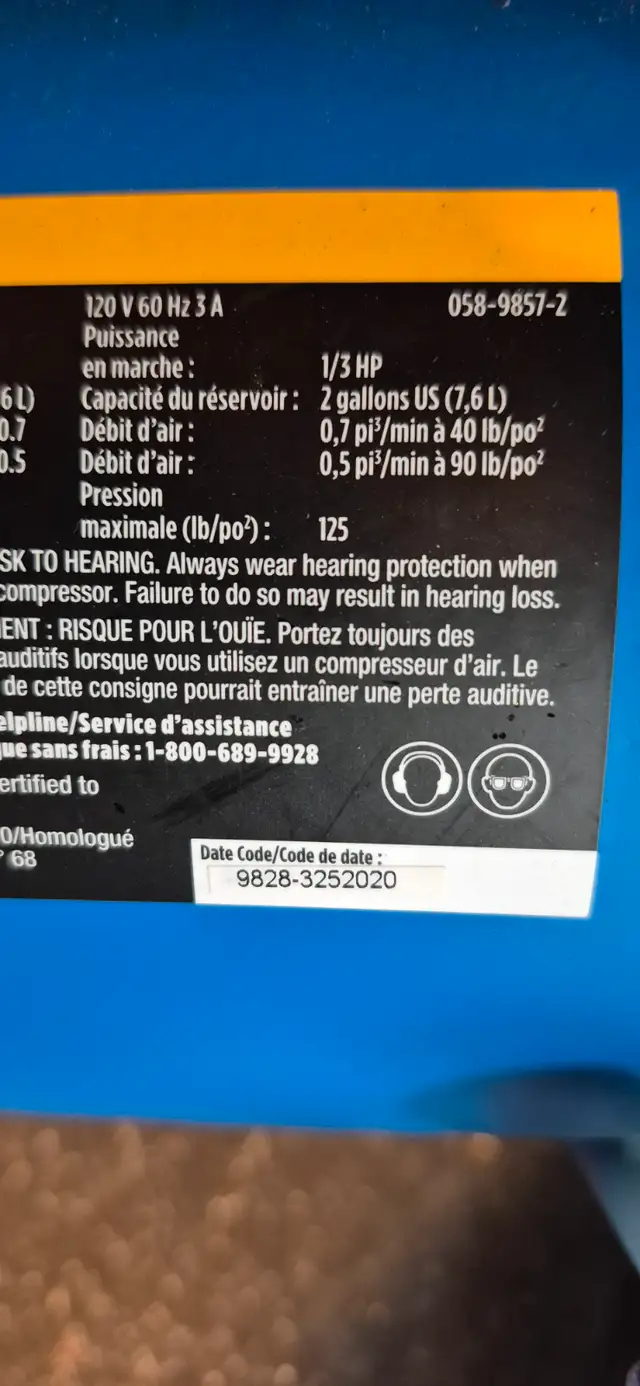 120 V 60 Hz 3 A 058-9857-2
Puissance
en marche : 1/3 HP
6 L) Capacité du réservoir : 2 gallons US (7,6 L)
0.7 Débit d'air : 0,7 pi³/min à 40 lb/po²
0.5 Débit d'air : 0,5 pi³/min à 90 lb/po²
Pression
maximale (lb/po²) : 125
SK TO HEARING. Always wear hearing protection when
compressor. Failure to do so may result in hearing loss.
ENT : RISQUE POUR L'OUÏE. Portez toujours des
auditifs lorsque vous utilisez un compresseur d'air. Le
de cette consigne pourrait entraîner une perte auditive.
elpline/Service d'assistance
que sans frais : 1-800-689-9928
ertified to
0/Homologué
° 68
Date Code/Code de date :
9828-3252020